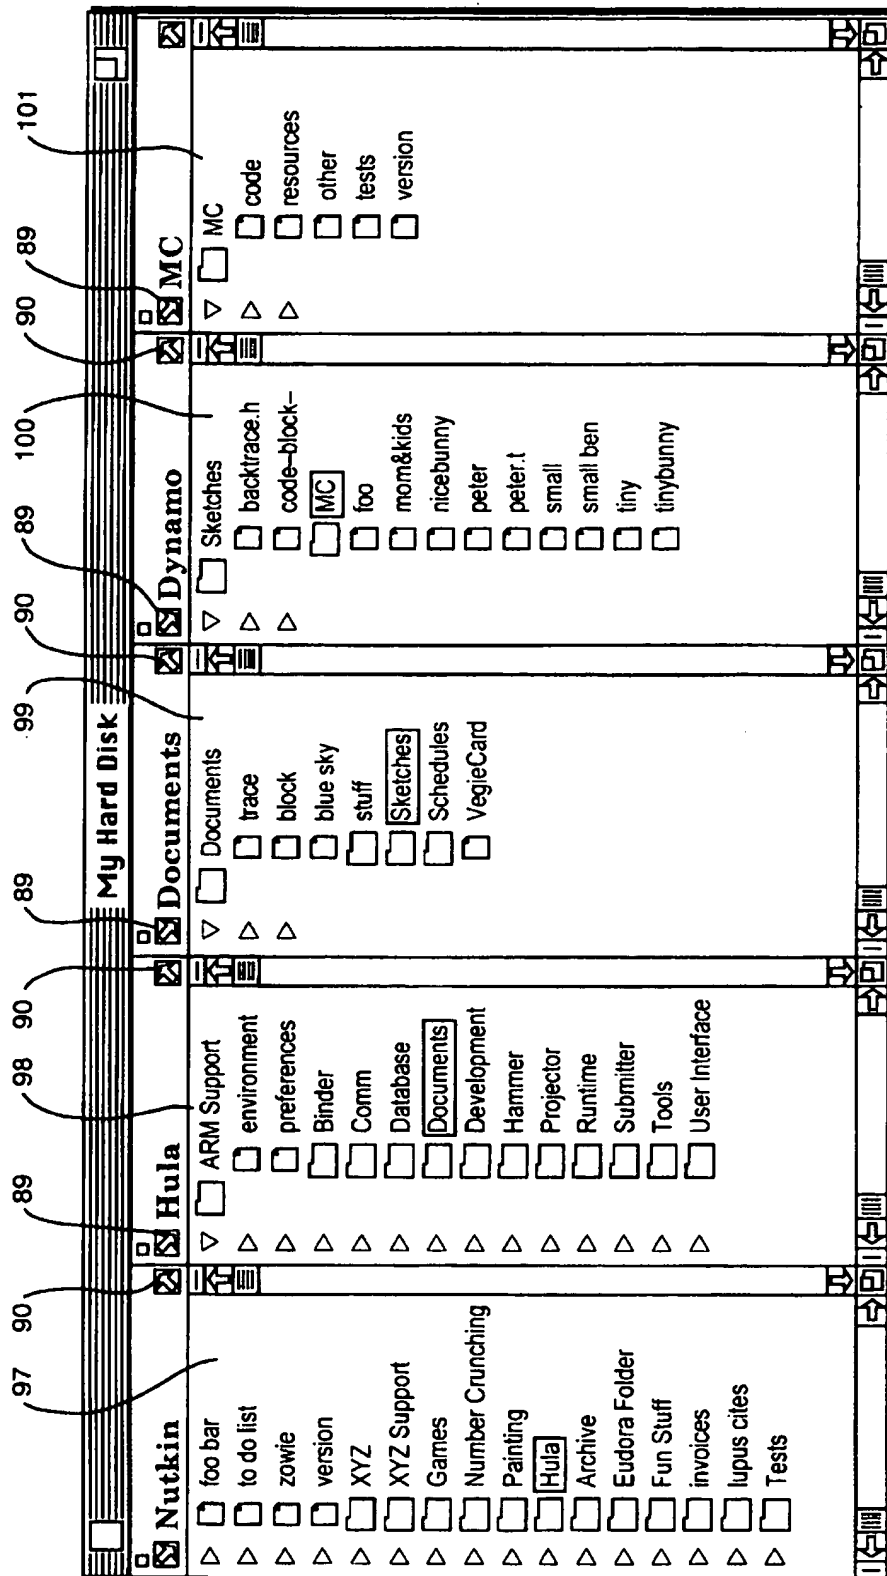 97 90 89 98 90 89 99 90 89 100 90 89 101
My Hard Disk
Nutkin
foo bar
to do list
zowie
version
XYZ
XYZ Support
Games
Number Crunching
Painting
Hula
Archive
Eudora Folder
Fun Stuff
invoices
lupus cites
Tests
Hula
ARM Support
environment
preferences
Binder
Comm
Database
Documents
Development
Hammer
Projector
Runtime
Submitter
Tools
User Interface
Documents
Documents
trace
block
blue sky
stuff
Sketches
Schedules
VegieCard
Dynamo
Sketches
backtrace.h
code-block-
MC
foo
mom&kids
nicebunny
peter
peter.t
small
small ben
tiny
tinybunny
MC
MC
code
resources
other
tests
version